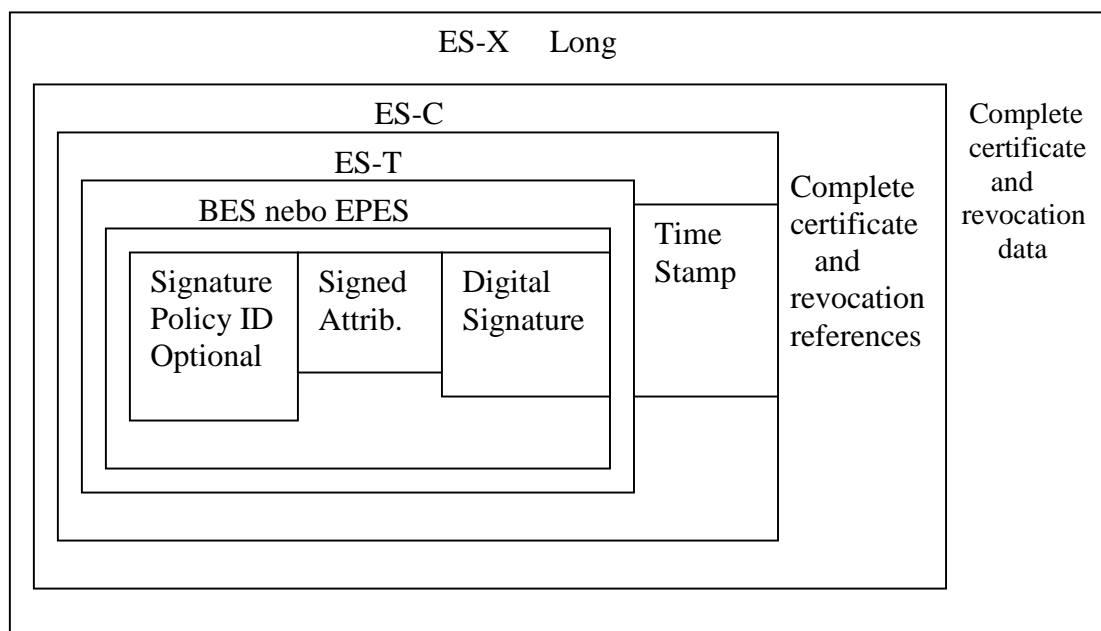 ES-X Long
ES-C
ES-T
BES nebo EPES
Signature
Policy ID
Optional
Signed
Attrib.
Digital
Signature
Time
Stamp
Complete
certificate
and
revocation
references
Complete
certificate
and
revocation
data